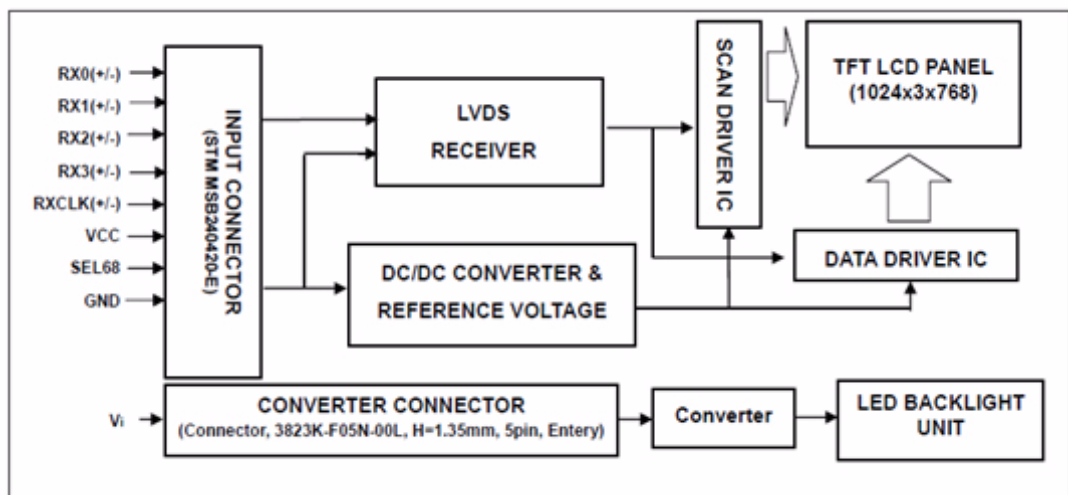 RX0(+/-)
RX1(+/-)
RX2(+/-)
RX3(+/-)
RXCLK(+/-)
VCC
SEL68
GND
INPUT CONNECTOR
(STM MSB240420-E)
LVDS
RECEIVER
DC/DC CONVERTER &
REFERENCE VOLTAGE
SCAN DRIVER IC
TFT LCD PANEL
(1024x3x768)
DATA DRIVER IC
Vi
CONVERTER CONNECTOR
(Connector, 3823K-F05N-00L, H=1.35mm, 5pin, Entery)
Converter
LED BACKLIGHT
UNIT